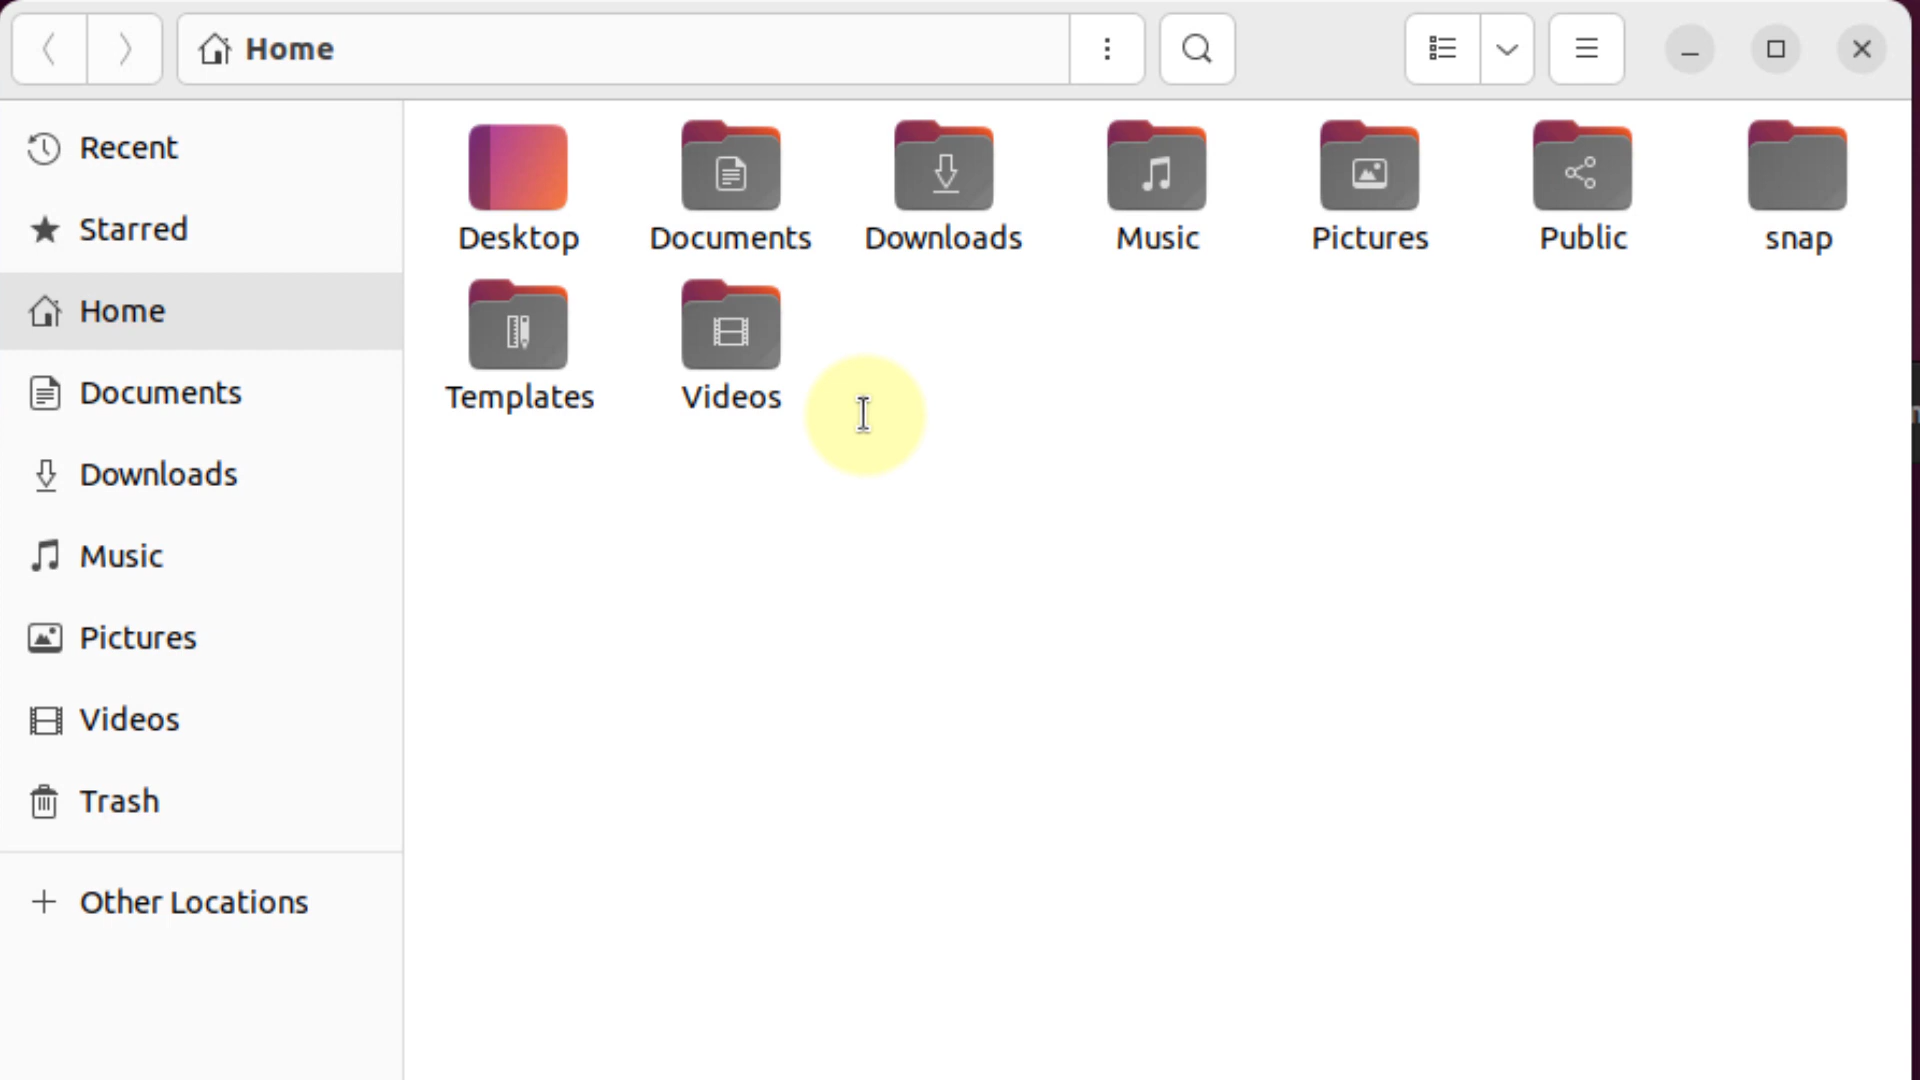 Home
Recent
Starred
Home
Documents
Downloads
Music
Pictures
Videos
Trash
Other Locations
Desktop Documents Downloads Music Pictures Public snap
Templates Videos